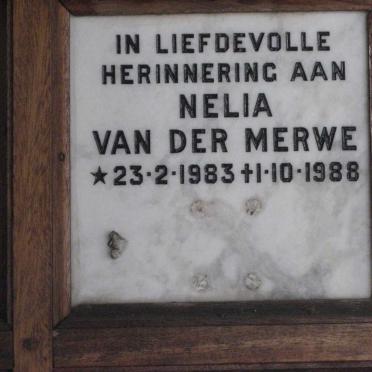 IN LIEFDEVOLLE
HERINNERING AAN
NELIA
VAN DER MERWE
★23·2·1983✝1·10·1988